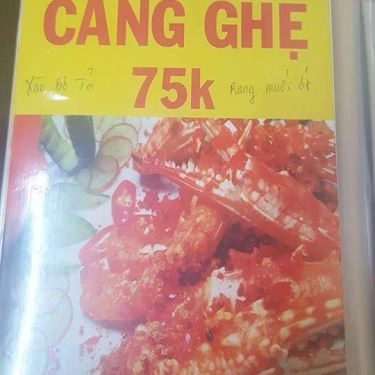 CÀNG GHẸ
Xào Bơ Tỏi
75k
Rang muối ớt